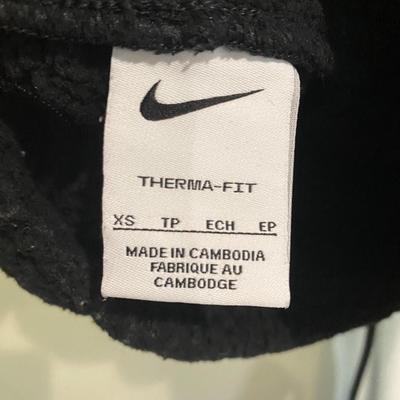 THERMA-FIT
XS TP ECH EP
MADE IN CAMBODIA
FABRIQUE AU
CAMBODGE